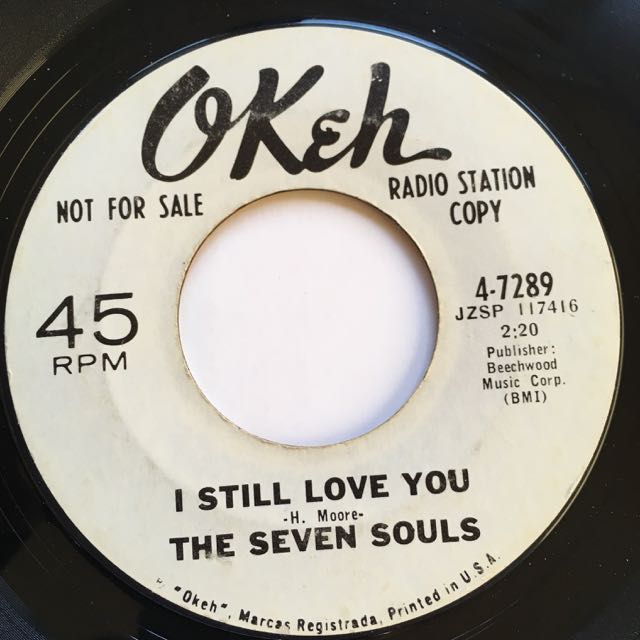 OKeh
NOT FOR SALE
RADIO STATION
COPY
45
RPM
4-7289
JZSP 117416
2:20
Publisher:
Beechwood
Music Corp.
(BMI)
I STILL LOVE YOU
-H. Moore-
THE SEVEN SOULS
"Okeh", Marcas Registrada, Printed in U.S.A.